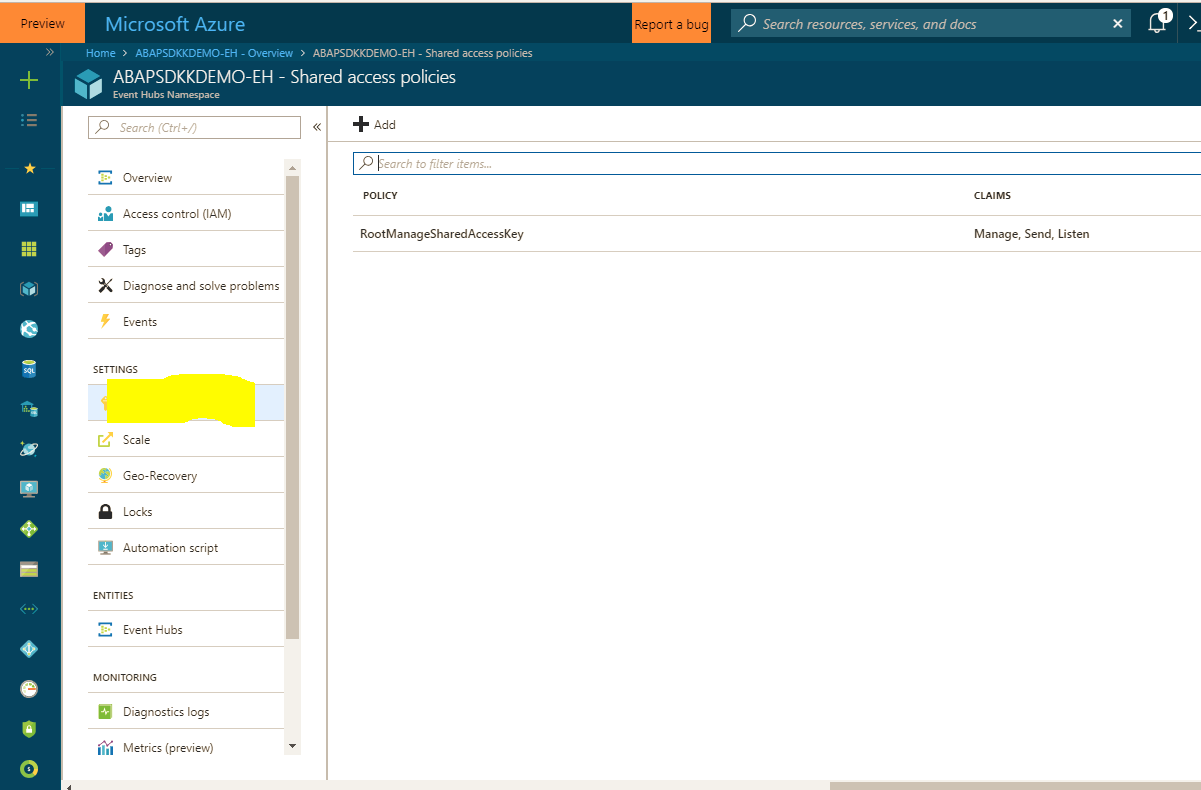 Preview
Microsoft Azure
Report a bug
Search resources, services, and docs
1
Home > ABAPSDKKDEMO-EH - Overview > ABAPSDKKDEMO-EH - Shared access policies
ABAPSDKKDEMO-EH - Shared access policies
Event Hubs Namespace
Search (Ctrl+/)
Overview
Access control (IAM)
Tags
Diagnose and solve problems
Events
SETTINGS
Scale
Geo-Recovery
Locks
Automation script
ENTITIES
Event Hubs
MONITORING
Diagnostics logs
Metrics (preview)
Add
Search to filter items...
POLICY CLAIMS
RootManageSharedAccessKey Manage, Send, Listen
SQL